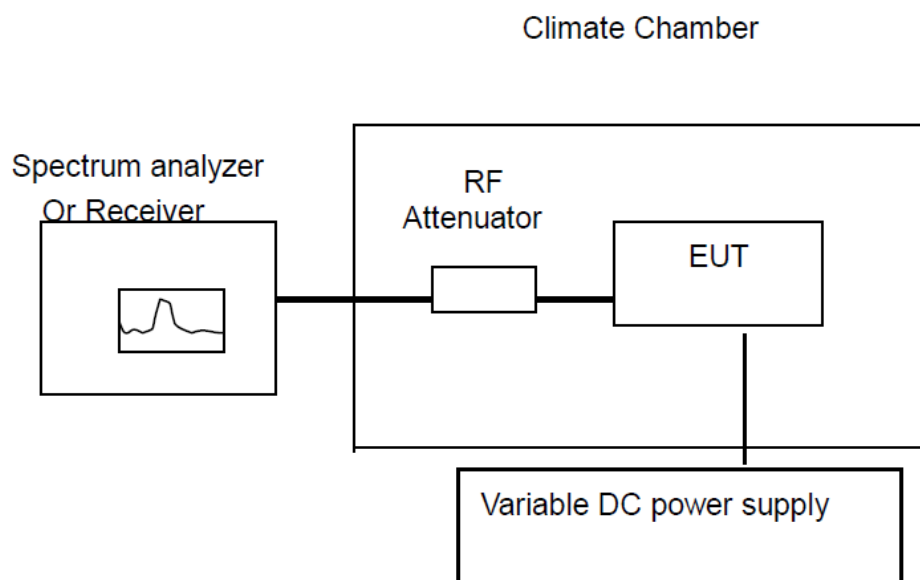 Climate Chamber
Spectrum analyzer
Or Receiver
RF
Attenuator
EUT
Variable DC power supply